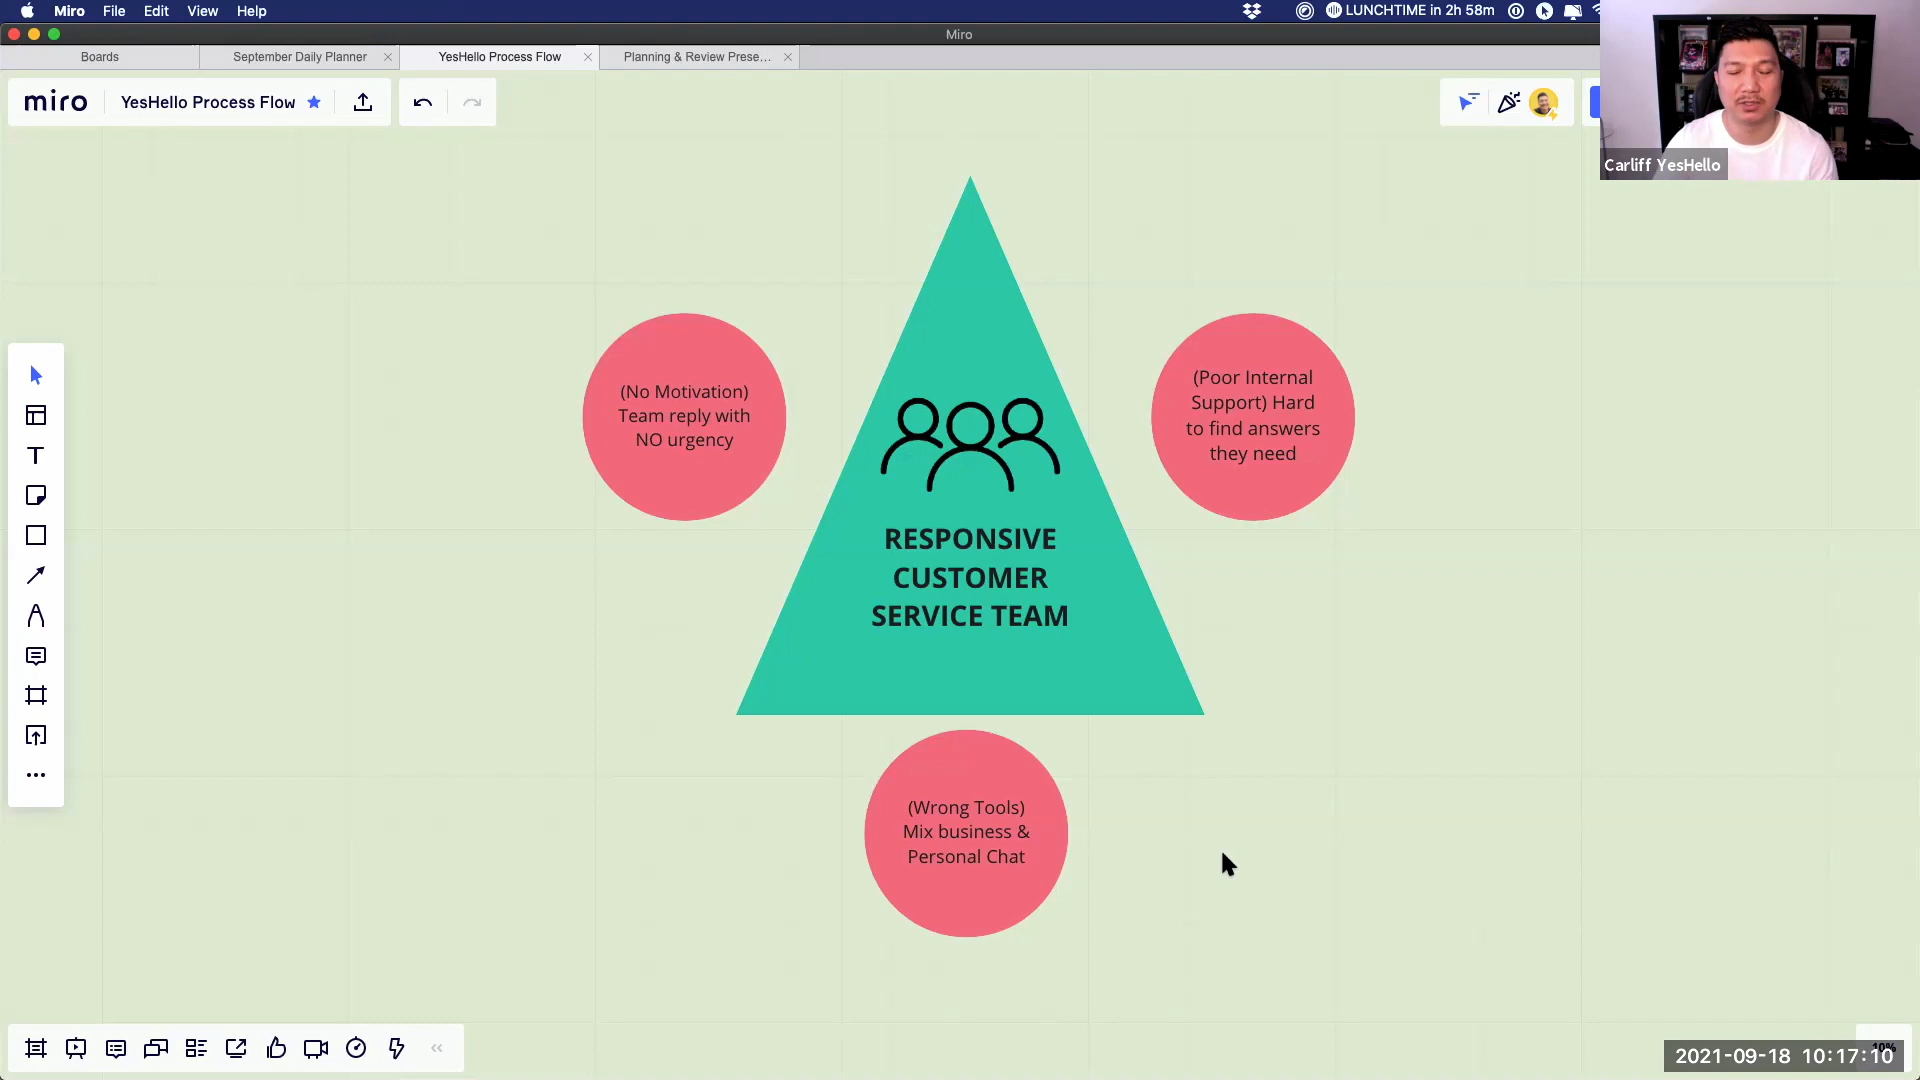 Miro File Edit View Help
LUNCHTIME in 2h 58m
Miro
Boards
September Daily Planner
YesHello Process Flow
Planning & Review Prese...
miro
YesHello Process Flow
Carliff YesHello
(No Motivation)
Team reply with
NO urgency
(Poor Internal
Support) Hard
to find answers
they need
RESPONSIVE
CUSTOMER
SERVICE TEAM
(Wrong Tools)
Mix business &
Personal Chat
10%
2021-09-18 10:17:10